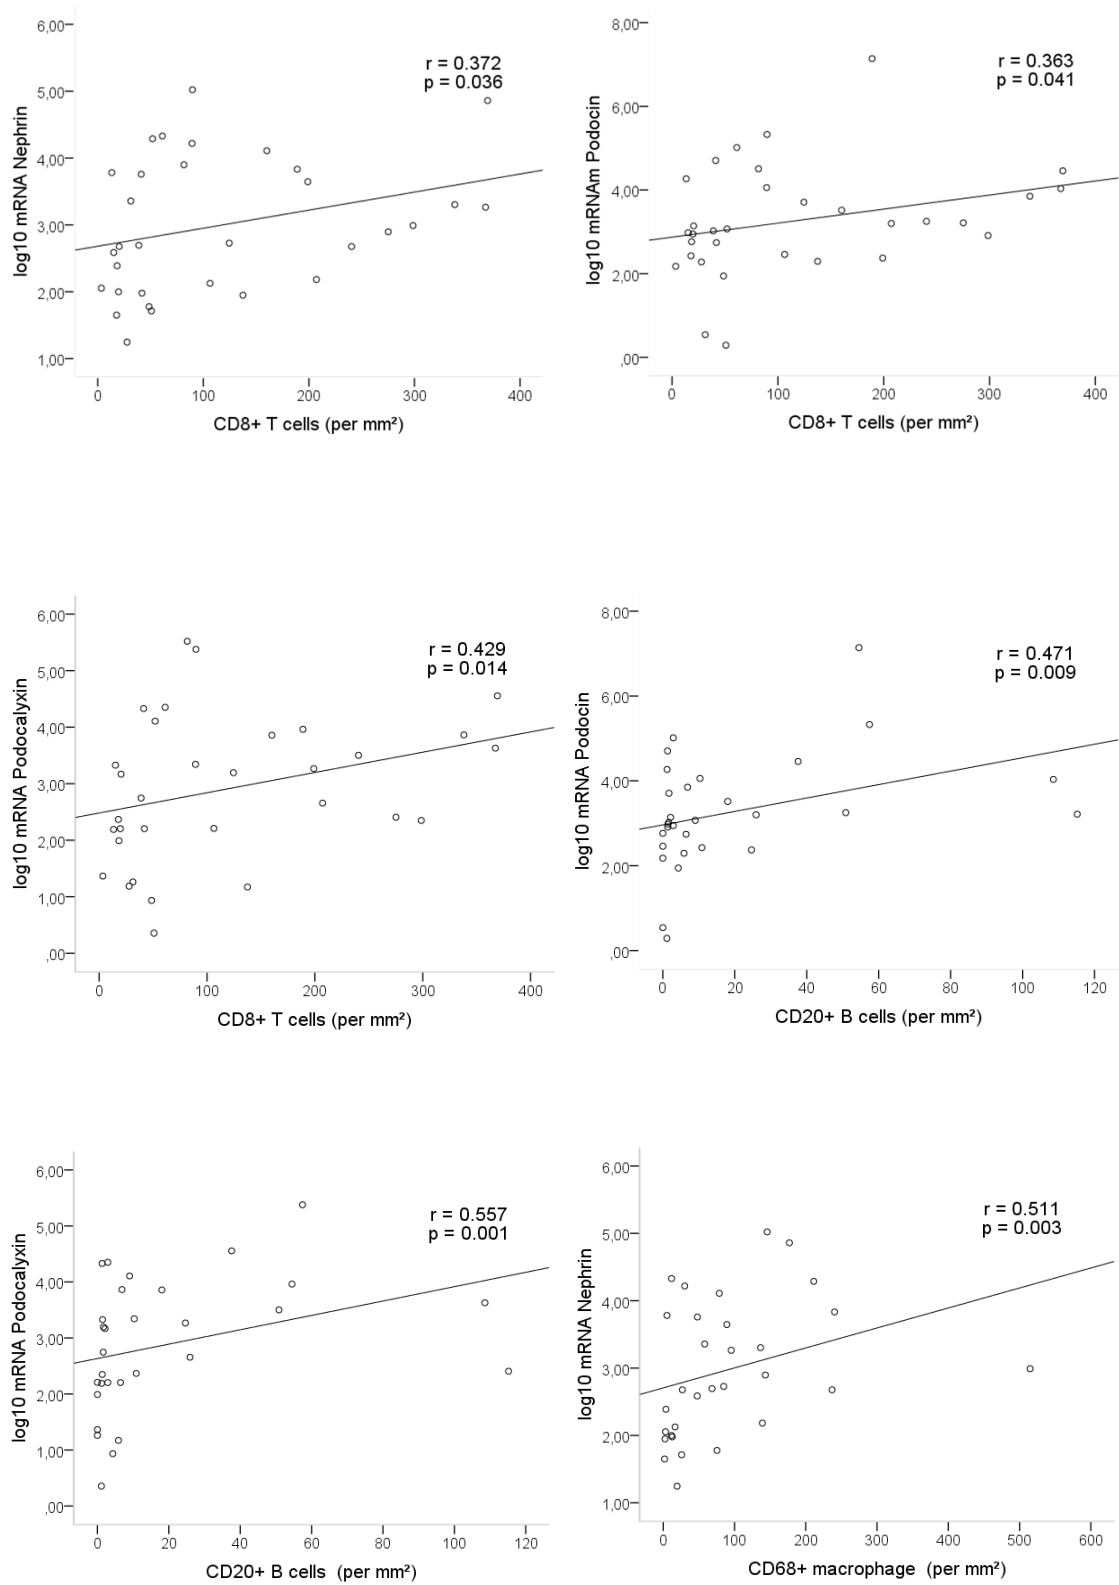 6,00
5,00
4,00
3,00
2,00
1,00
log10 mRNA Nephrin
r = 0.372
p = 0.036
0 100 200 300 400
CD8+ T cells (per mm²)
8,00
6,00
4,00
2,00
,00
log10 mRNAm Podocin
r = 0.363
p = 0.041
0 100 200 300 400
CD8+ T cells (per mm²)
6,00
5,00
4,00
3,00
2,00
1,00
,00
log10 mRNA Podocalyxin
r = 0.429
p = 0.014
0 100 200 300 400
CD8+ T cells (per mm²)
8,00
6,00
4,00
2,00
,00
log10 mRNA Podocin
r = 0.471
p = 0.009
0 20 40 60 80 100 120
CD20+ B cells (per mm²)
6,00
5,00
4,00
3,00
2,00
1,00
,00
log10 mRNA Podocalyxin
r = 0.557
p = 0.001
0 20 40 60 80 100 120
CD20+ B cells (per mm²)
6,00
5,00
4,00
3,00
2,00
1,00
log10 mRNA Nephrin
r = 0.511
p = 0.003
0 100 200 300 400 500 600
CD68+ macrophage (per mm²)